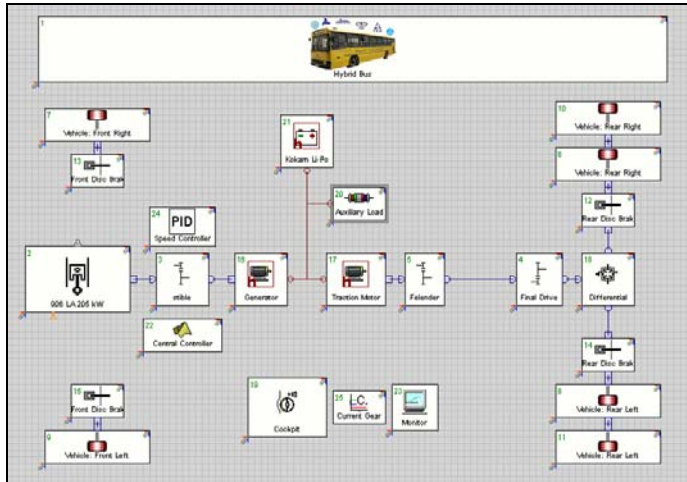 1
Hybrid Bus
7
Vehicle: Front Right
13
Front Disc Brak
21
Kokam Li-Po
10
Vehicle: Rear Right
6
Vehicle: Rear Right
12
Rear Disc Brak
24
PID
Speed Controller
20
Auxiliary Load
2
906 LA 205 kW
3
stible
16
Generator
17
Traction Motor
5
Felender
4
Final Drive
18
Differential
22
Central Controller
14
Rear Disc Brak
15
Front Disc Brak
9
Vehicle: Front Left
19
Cockpit
25
Current Gear
23
Monitor
8
Vehicle: Rear Left
11
Vehicle: Rear Left